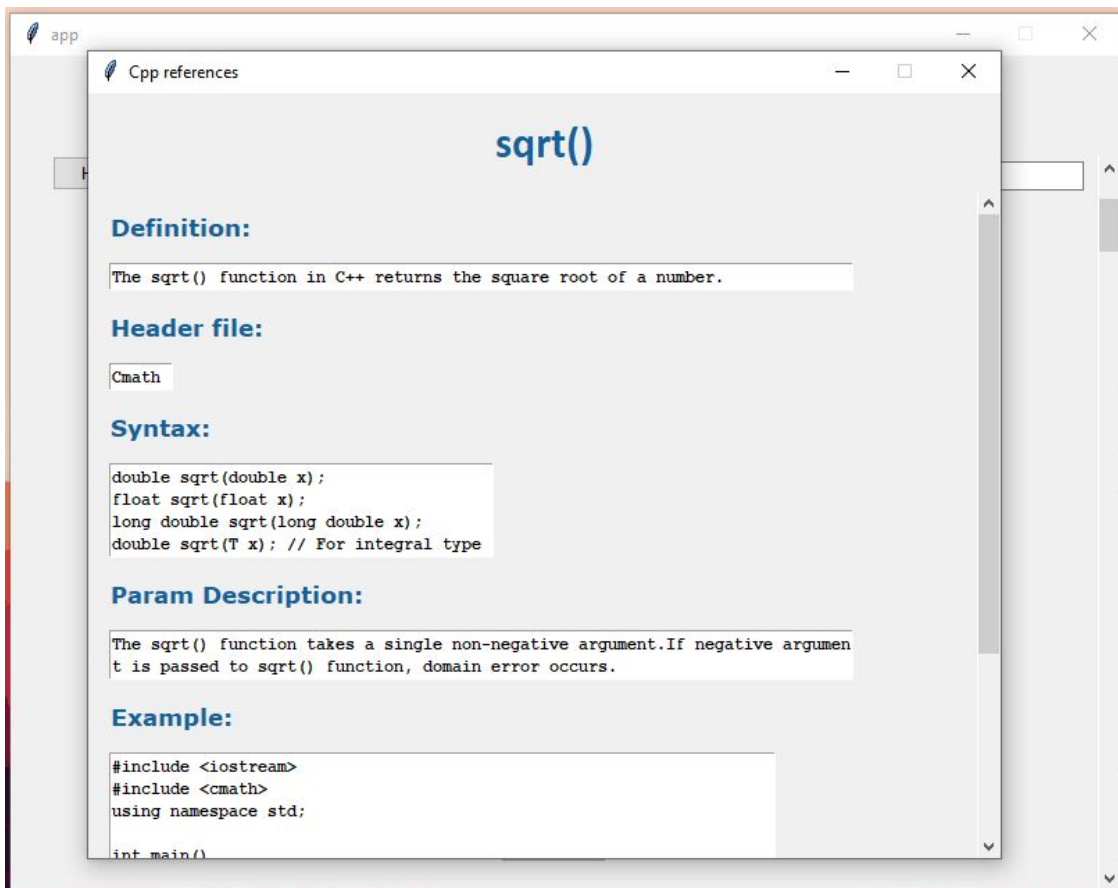 app
Cpp references
sqrt()
Definition:
The sqrt() function in C++ returns the square root of a number.
Header file:
Cmath
Syntax:
double sqrt(double x);
float sqrt(float x);
long double sqrt(long double x);
double sqrt(T x); // For integral type
Param Description:
The sqrt() function takes a single non-negative argument.If negative argumen
t is passed to sqrt() function, domain error occurs.
Example:
#include <iostream>
#include <cmath>
using namespace std;
int main()